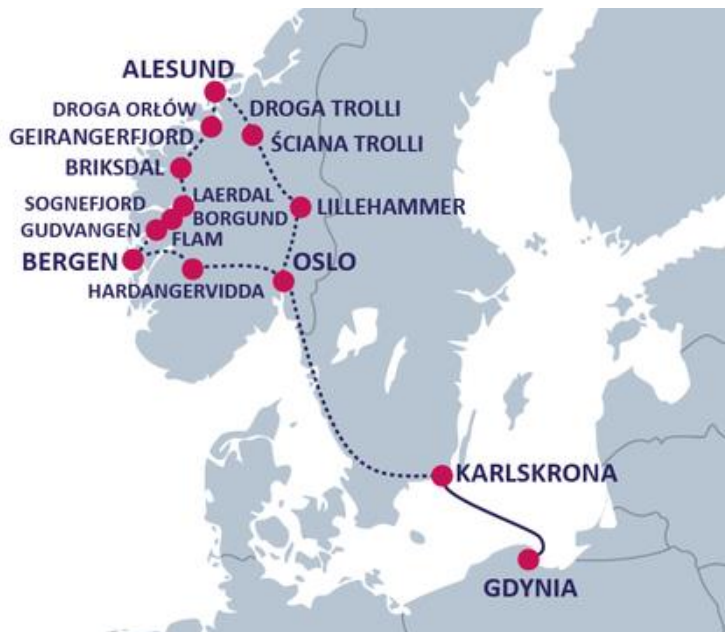 ALESUND
DROGA ORŁÓW
DROGA TROLLI
GEIRANGERFJORD
ŚCIANA TROLLI
BRIKSDAL
SOGNEFJORD
LAERDAL
LILLEHAMMER
BORGUND
GUDVANGEN
FLAM
BERGEN
OSLO
HARDANGERVIDDA
KARLSKRONA
GDYNIA